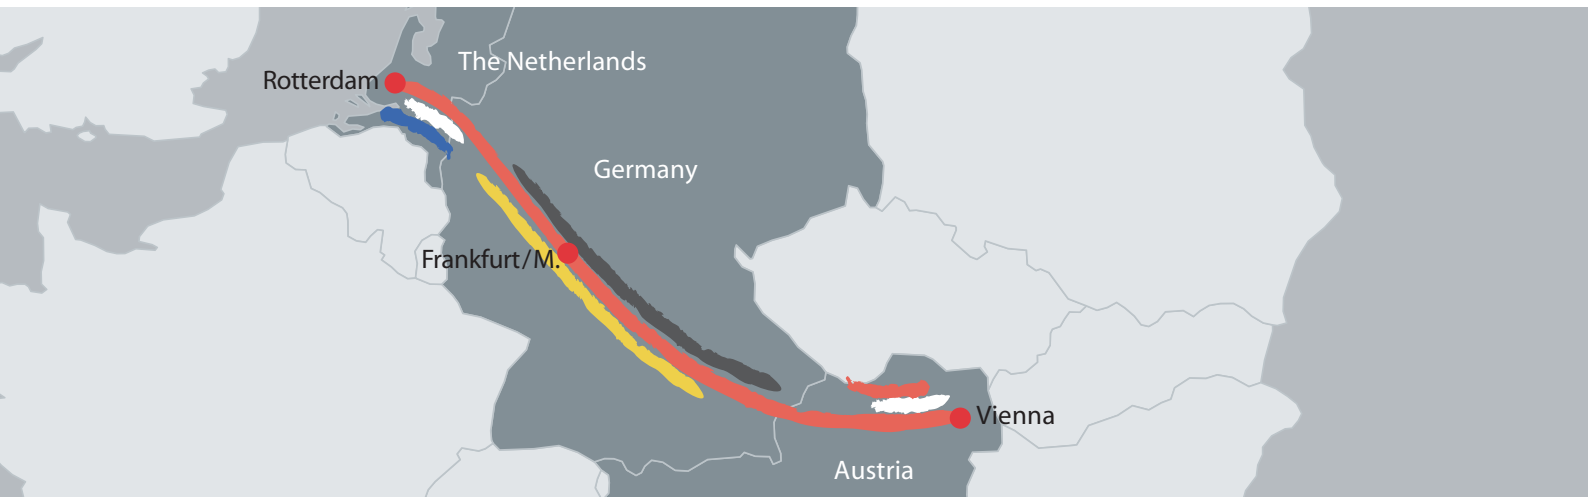 The Netherlands
Rotterdam
Germany
Frankfurt/M.
Vienna
Austria